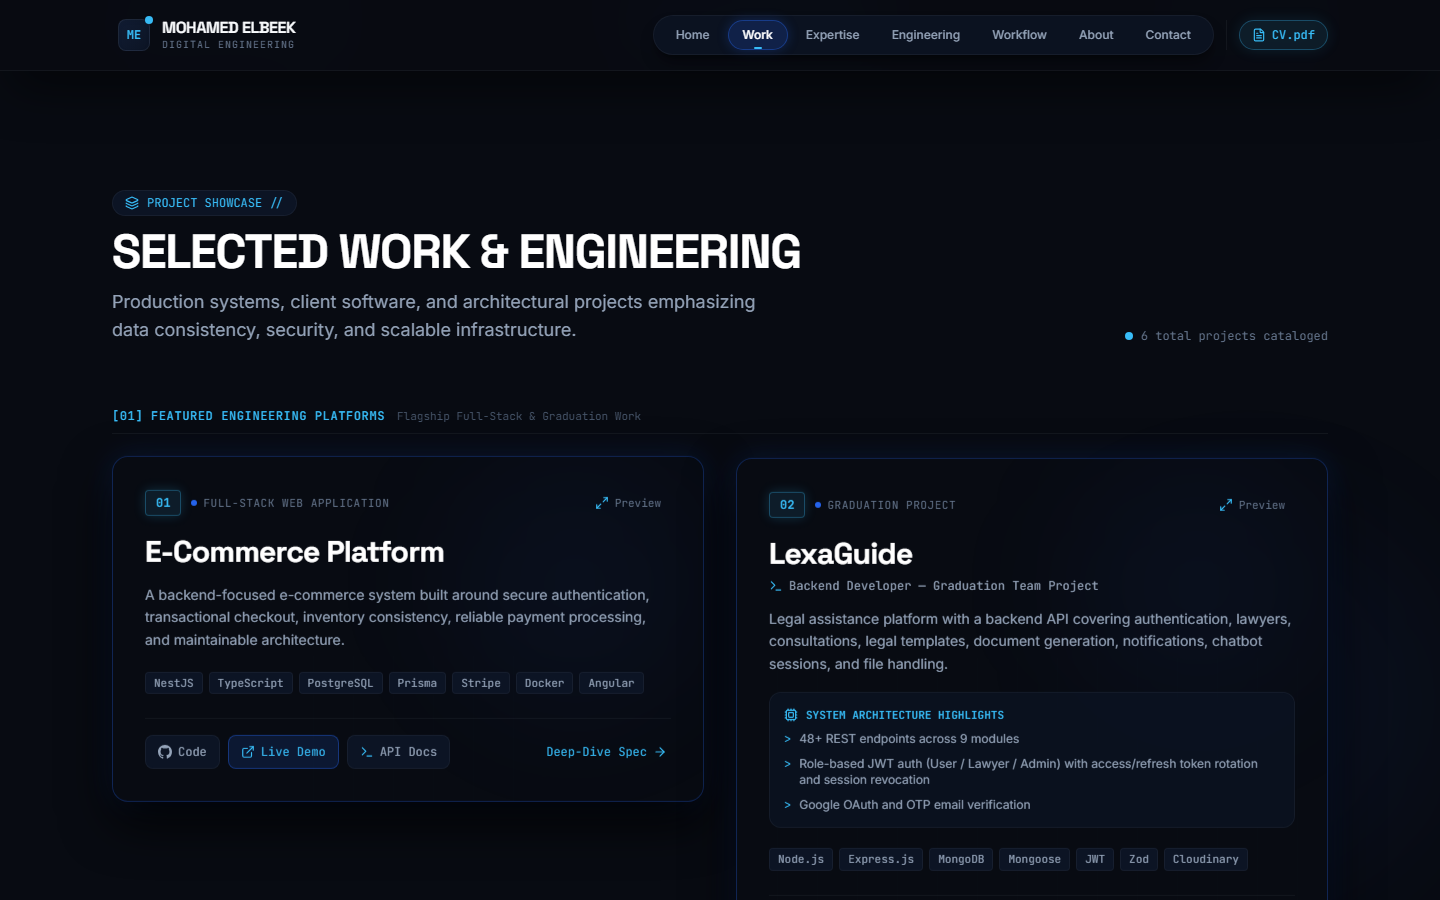 ME
MOHAMED ELBEEK
DIGITAL ENGINEERING
Home
Work
Expertise
Engineering
Workflow
About
Contact
CV.pdf
PROJECT SHOWCASE //
SELECTED WORK & ENGINEERING
Production systems, client software, and architectural projects emphasizing
data consistency, security, and scalable infrastructure.
6 total projects cataloged
[01] FEATURED ENGINEERING PLATFORMS Flagship Full-Stack & Graduation Work
01
FULL-STACK WEB APPLICATION
Preview
E-Commerce Platform
A backend-focused e-commerce system built around secure authentication,
transactional checkout, inventory consistency, reliable payment processing,
and maintainable architecture.
NestJS TypeScript PostgreSQL Prisma Stripe Docker Angular
Code
Live Demo
API Docs
Deep-Dive Spec →
02
GRADUATION PROJECT
Preview
LexaGuide
Backend Developer — Graduation Team Project
Legal assistance platform with a backend API covering authentication, lawyers,
consultations, legal templates, document generation, notifications, chatbot
sessions, and file handling.
SYSTEM ARCHITECTURE HIGHLIGHTS
> 48+ REST endpoints across 9 modules
> Role-based JWT auth (User / Lawyer / Admin) with access/refresh token rotation
and session revocation
> Google OAuth and OTP email verification
Node.js Express.js MongoDB Mongoose JWT Zod Cloudinary